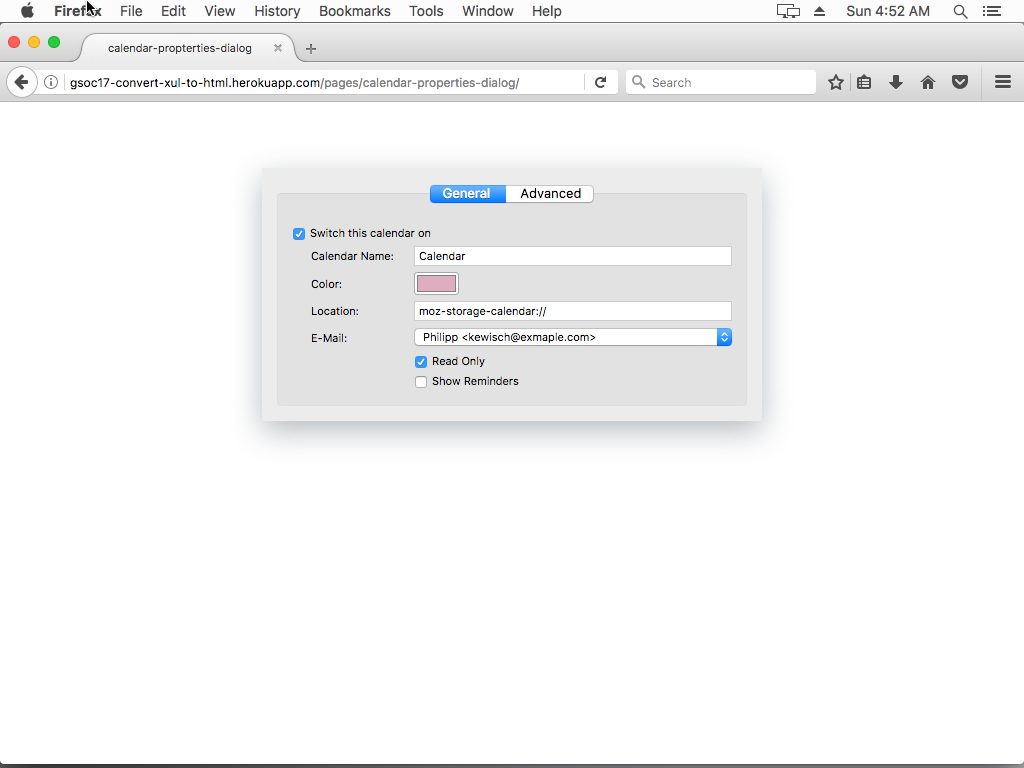 Firefox File Edit View History Bookmarks Tools Window Help Sun 4:52 AM
calendar-propterties-dialog
gsoc17-convert-xul-to-html.herokuapp.com/pages/calendar-properties-dialog/ Search
General Advanced
Switch this calendar on
Calendar Name: Calendar
Color:
Location: moz-storage-calendar://
E-Mail: Philipp <kewisch@exmaple.com>
Read Only
Show Reminders